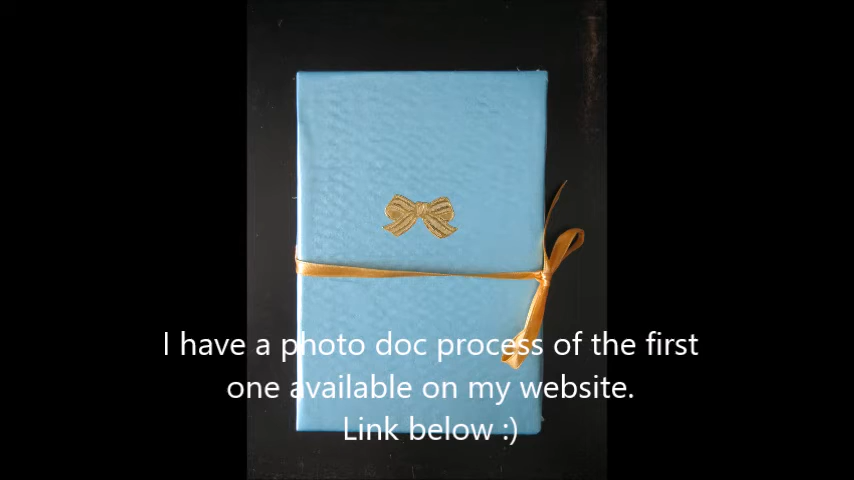 I have a photo doc process of the first
one available on my website.
Link below :)